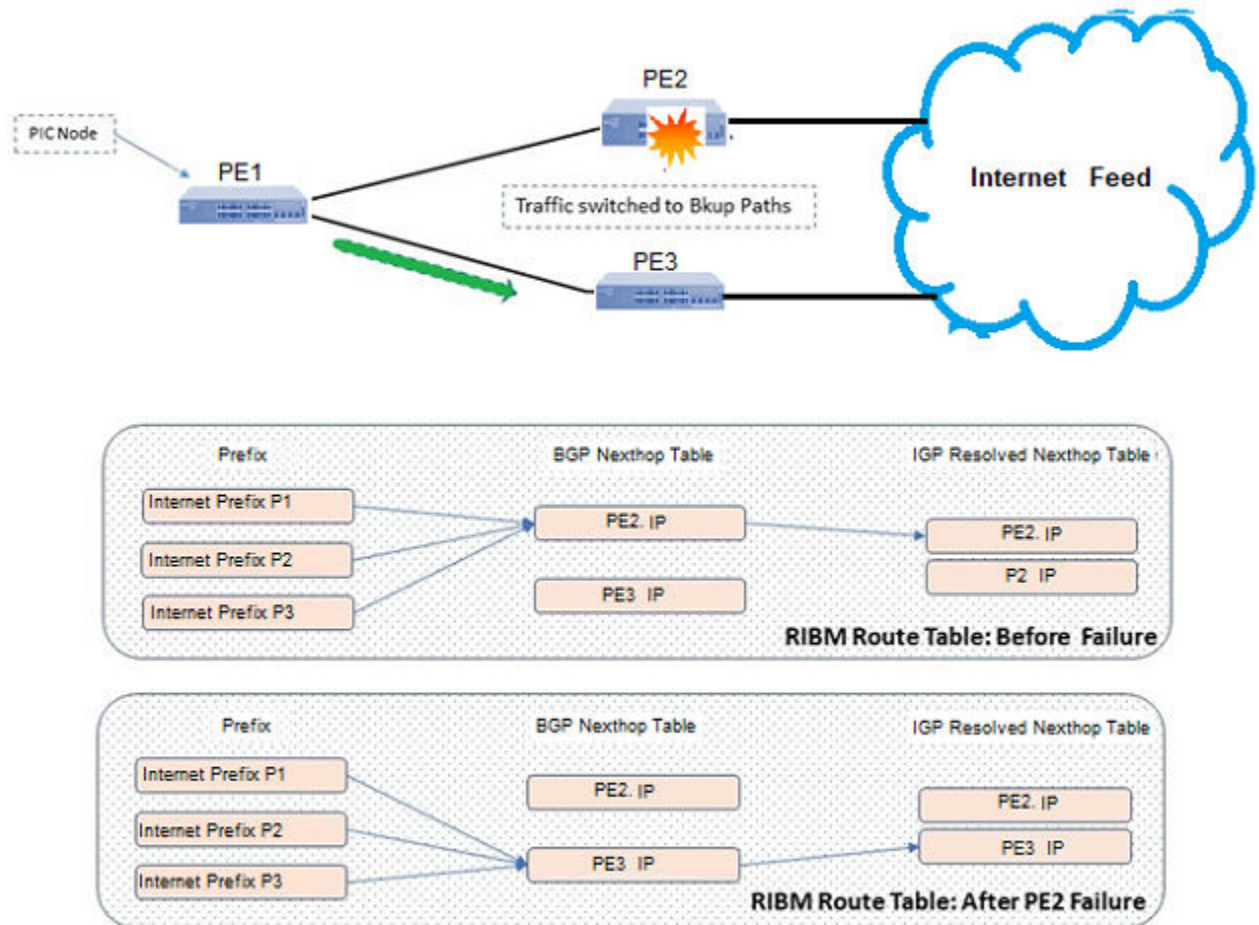 PE2
PIC Node
PE1
Traffic switched to Bkup Paths
Internet Feed
PE3
Prefix
BGP Nexthop Table
IGP Resolved Nexthop Table
Internet Prefix P1
Internet Prefix P2
Internet Prefix P3
PE2. IP
PE3 IP
PE2. IP
P2 IP
RIBM Route Table: Before Failure
Prefix
BGP Nexthop Table
IGP Resolved Nexthop Table
Internet Prefix P1
Internet Prefix P2
Internet Prefix P3
PE2. IP
PE3 IP
PE2. IP
PE3 IP
RIBM Route Table: After PE2 Failure